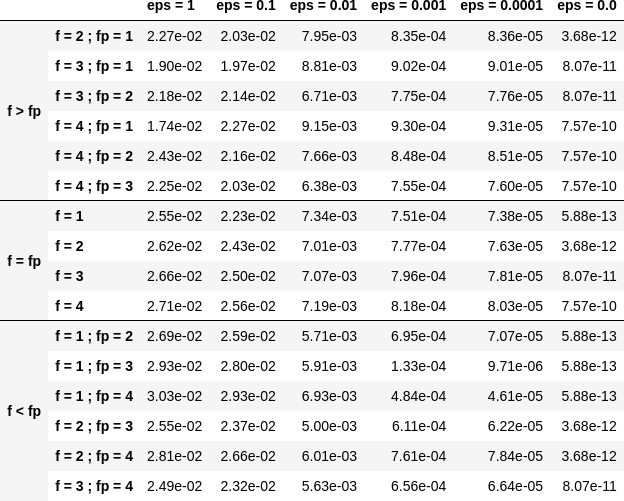 eps = 1 eps = 0.1 eps = 0.01 eps = 0.001 eps = 0.0001 eps = 0.0
f > fp
f = 2 ; fp = 1 2.27e-02 2.03e-02 7.95e-03 8.35e-04 8.36e-05 3.68e-12
f = 3 ; fp = 1 1.90e-02 1.97e-02 8.81e-03 9.02e-04 9.01e-05 8.07e-11
f = 3 ; fp = 2 2.18e-02 2.14e-02 6.71e-03 7.75e-04 7.76e-05 8.07e-11
f = 4 ; fp = 1 1.74e-02 2.27e-02 9.15e-03 9.30e-04 9.31e-05 7.57e-10
f = 4 ; fp = 2 2.43e-02 2.16e-02 7.66e-03 8.48e-04 8.51e-05 7.57e-10
f = 4 ; fp = 3 2.25e-02 2.03e-02 6.38e-03 7.55e-04 7.60e-05 7.57e-10
f = fp
f = 1 2.55e-02 2.23e-02 7.34e-03 7.51e-04 7.38e-05 5.88e-13
f = 2 2.62e-02 2.43e-02 7.01e-03 7.77e-04 7.63e-05 3.68e-12
f = 3 2.66e-02 2.50e-02 7.07e-03 7.96e-04 7.81e-05 8.07e-11
f = 4 2.71e-02 2.56e-02 7.19e-03 8.18e-04 8.03e-05 7.57e-10
f < fp
f = 1 ; fp = 2 2.69e-02 2.59e-02 5.71e-03 6.95e-04 7.07e-05 5.88e-13
f = 1 ; fp = 3 2.93e-02 2.80e-02 5.91e-03 1.33e-04 9.71e-06 5.88e-13
f = 1 ; fp = 4 3.03e-02 2.93e-02 6.93e-03 4.84e-04 4.61e-05 5.88e-13
f = 2 ; fp = 3 2.55e-02 2.37e-02 5.00e-03 6.11e-04 6.22e-05 3.68e-12
f = 2 ; fp = 4 2.81e-02 2.66e-02 6.01e-03 7.61e-04 7.84e-05 3.68e-12
f = 3 ; fp = 4 2.49e-02 2.32e-02 5.63e-03 6.56e-04 6.64e-05 8.07e-11